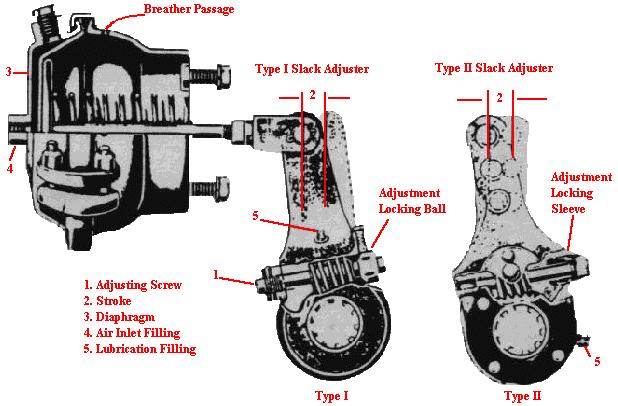 Breather Passage
Type I Slack Adjuster
Type II Slack Adjuster
3
2
2
4
Adjustment
Locking Ball
Adjustment
Locking
Sleeve
5
1
1. Adjusting Screw
2. Stroke
3. Diaphragm
4. Air Inlet Filling
5. Lubrication Filling
5
Type I
Type II